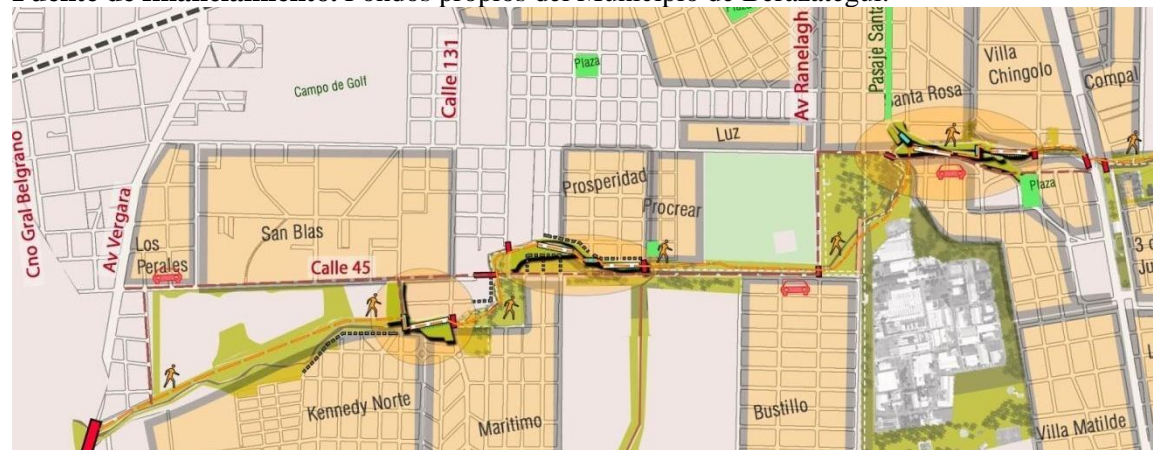 Fuente de financiamiento: Fondos propios del Municipio de Berazategui.
Cno Gral Belgrano
Av Vergara
Campo de Golf
Calle 131
Plaza
Av Ranelagh
Pasaje Santa
Villa
Chingolo
Compal
Santa Rosa
Luz
Prosperidad
Procrear
Plaza
San Blas
Los
Perales
Calle 45
Kennedy Norte
Maritimo
Bustillo
Villa Matilde